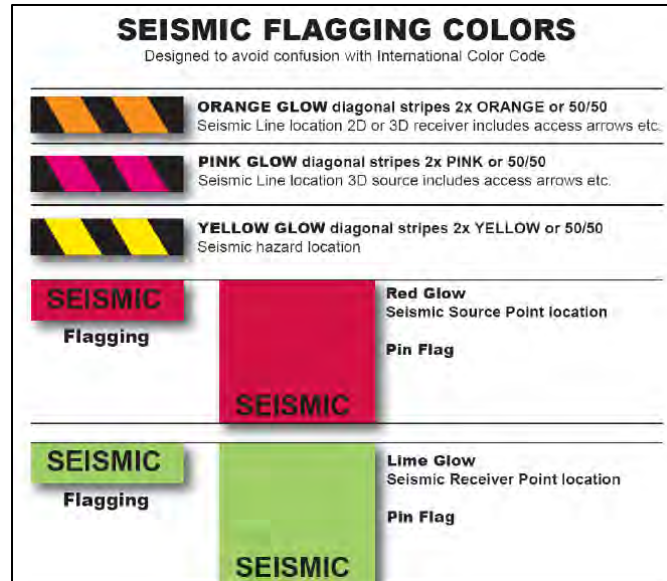 SEISMIC FLAGGING COLORS
Designed to avoid confusion with International Color Code
ORANGE GLOW diagonal stripes 2x ORANGE or 50/50
Seismic Line location 2D or 3D receiver includes access arrows etc.
PINK GLOW diagonal stripes 2x PINK or 50/50
Seismic Line location 3D source includes access arrows etc.
YELLOW GLOW diagonal stripes 2x YELLOW or 50/50
Seismic hazard location
SEISMIC
Flagging
SEISMIC
Red Glow
Seismic Source Point location
Pin Flag
SEISMIC
Flagging
SEISMIC
Lime Glow
Seismic Receiver Point location
Pin Flag